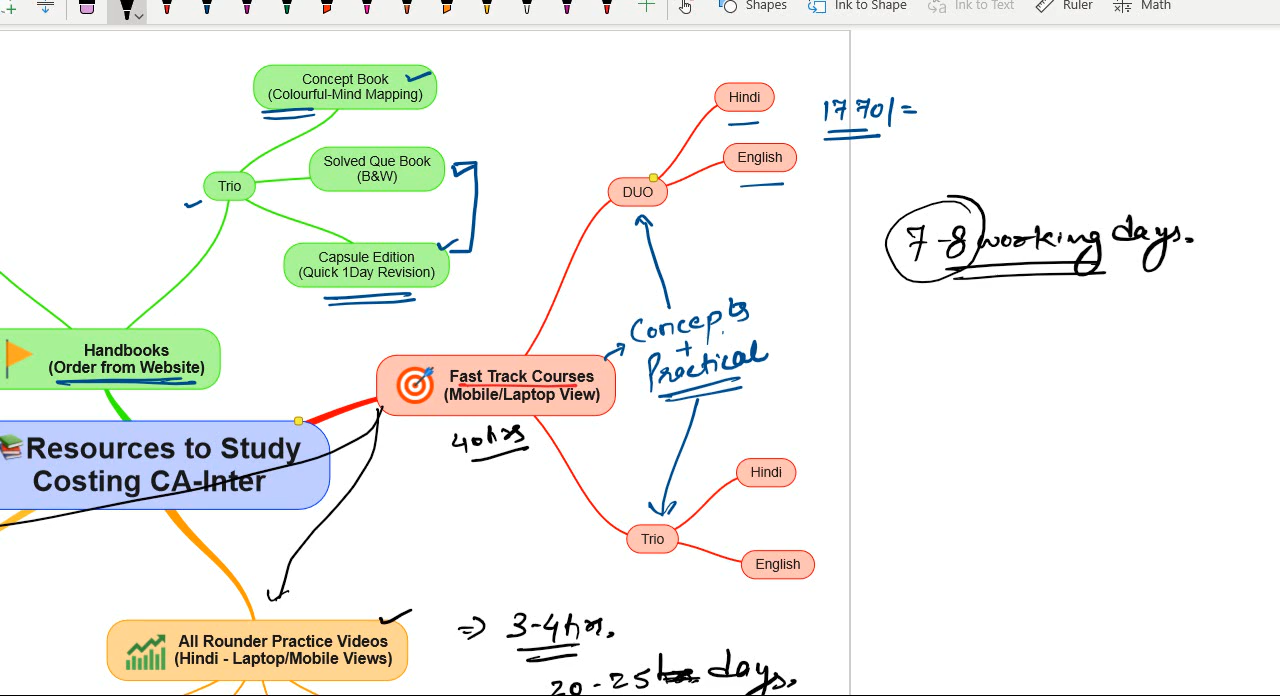 Shapes
Ink to Shape
Ink to Text
Ruler
Math
Concept Book
(Colourful-Mind Mapping)
Solved Que Book
(B&W)
Trio
Capsule Edition
(Quick 1Day Revision)
Handbooks
(Order from Website)
Resources to Study
Costing CA-Inter
Fast Track Courses
(Mobile/Laptop View)
40hrs
DUO
Hindi
English
1770/=
7-8 working days.
Concepts
+
Practical
Trio
Hindi
English
All Rounder Practice Videos
(Hindi - Laptop/Mobile Views)
⇒ 3-4hr.
20-25 days.